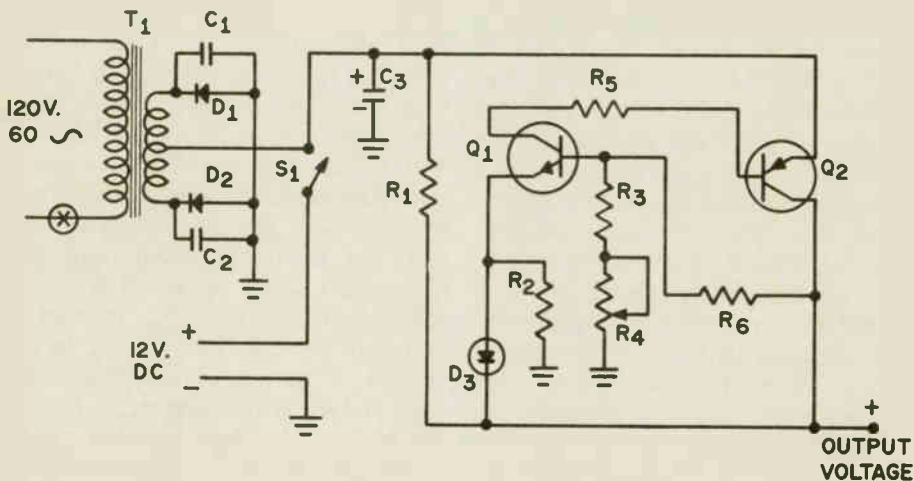 T1
C1
120V.
60
D1
D2
C2
S1
+
12V.
DC
−
+
C3
−
R1
R5
Q1
Q2
R3
R2
R4
R6
D3
+
OUTPUT
VOLTAGE